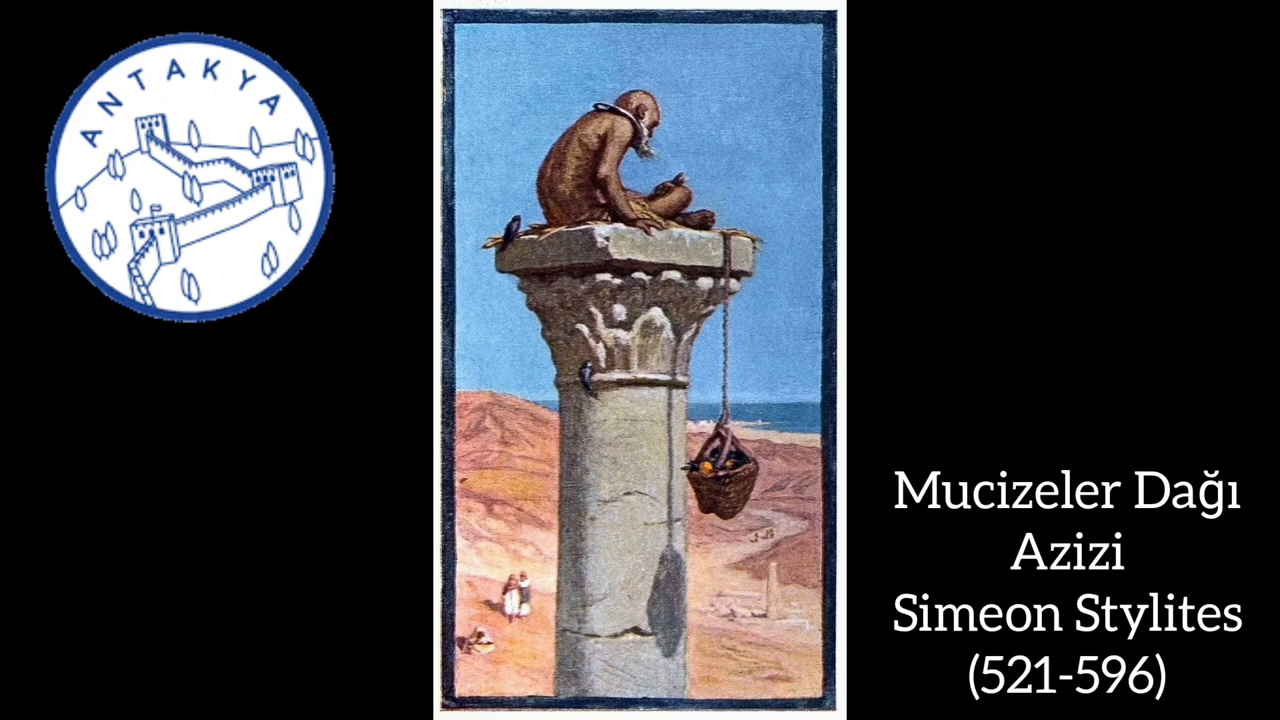 ANTAKYA
Mucizeler Dağı
Azizi
Simeon Stylites
(521-596)